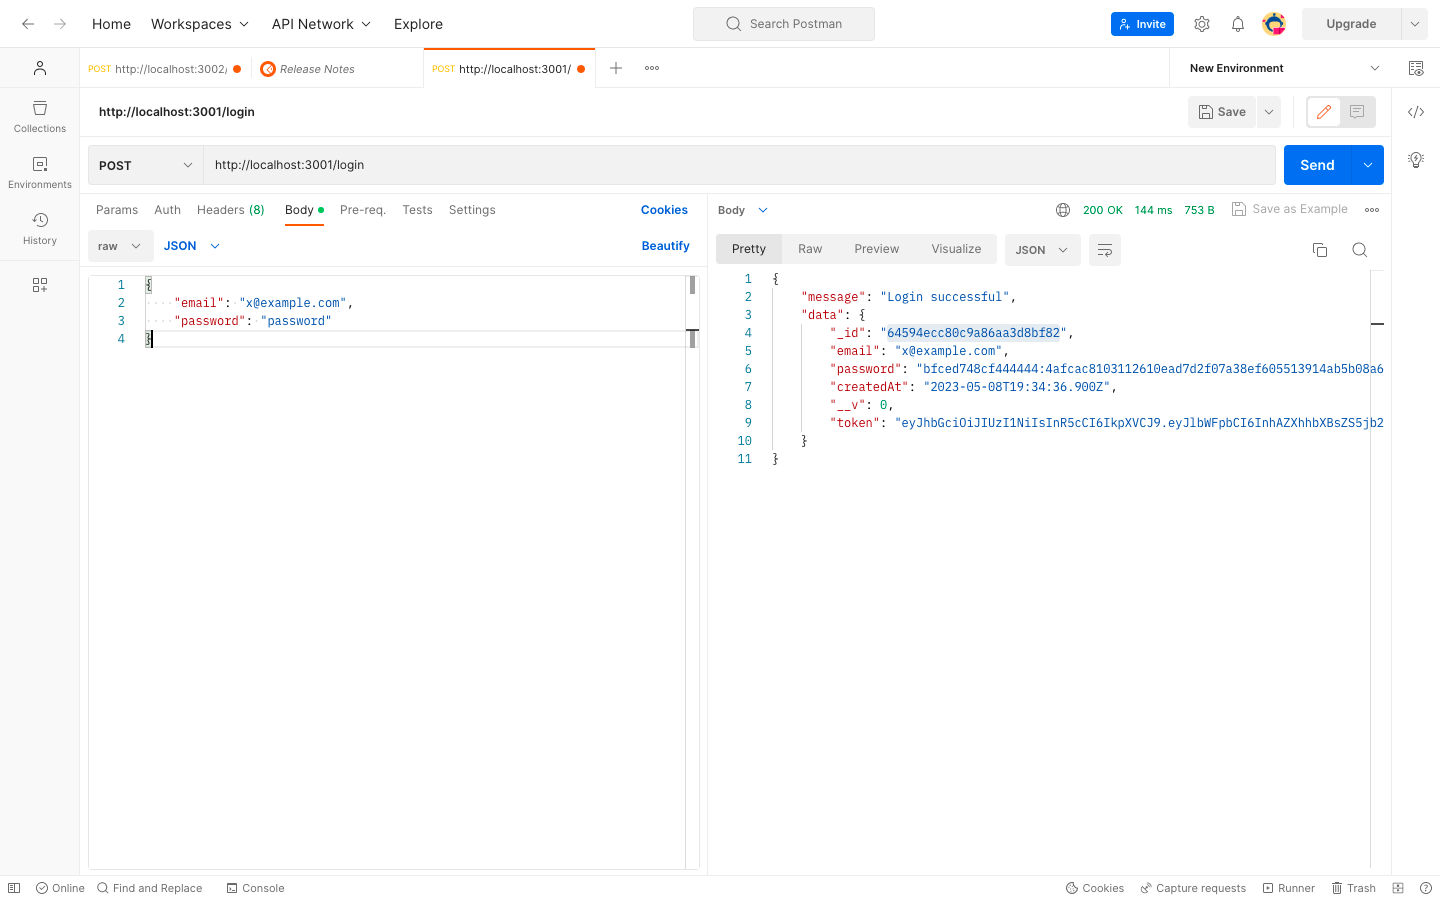 Home Workspaces API Network Explore Search Postman Invite Upgrade
POST http://localhost:3002/ Release Notes POST http://localhost:3001/ New Environment
http://localhost:3001/login Save
Collections
Environments
History
POST http://localhost:3001/login Send
Params Auth Headers (8) Body Pre-req. Tests Settings Cookies
raw JSON Beautify
1 {
2 "email": "x@example.com",
3 "password": "password"
4 }
Body 200 OK 144 ms 753 B Save as Example
Pretty Raw Preview Visualize JSON
1 {
2 "message": "Login successful",
3 "data": {
4 "_id": "64594ecc80c9a86aa3d8bf82",
5 "email": "x@example.com",
6 "password": "bfced748cf444444:4afcac8103112610ead7d2f07a38ef605513914ab5b08a6
7 "createdAt": "2023-05-08T19:34:36.900Z",
8 "__v": 0,
9 "token": "eyJhbGciOiJIUzI1NiIsInR5cCI6IkpXVCJ9.eyJlbWFpbCI6InhAZXhhbXBsZS5jb2
10 }
11 }
Online Find and Replace Console Cookies Capture requests Runner Trash